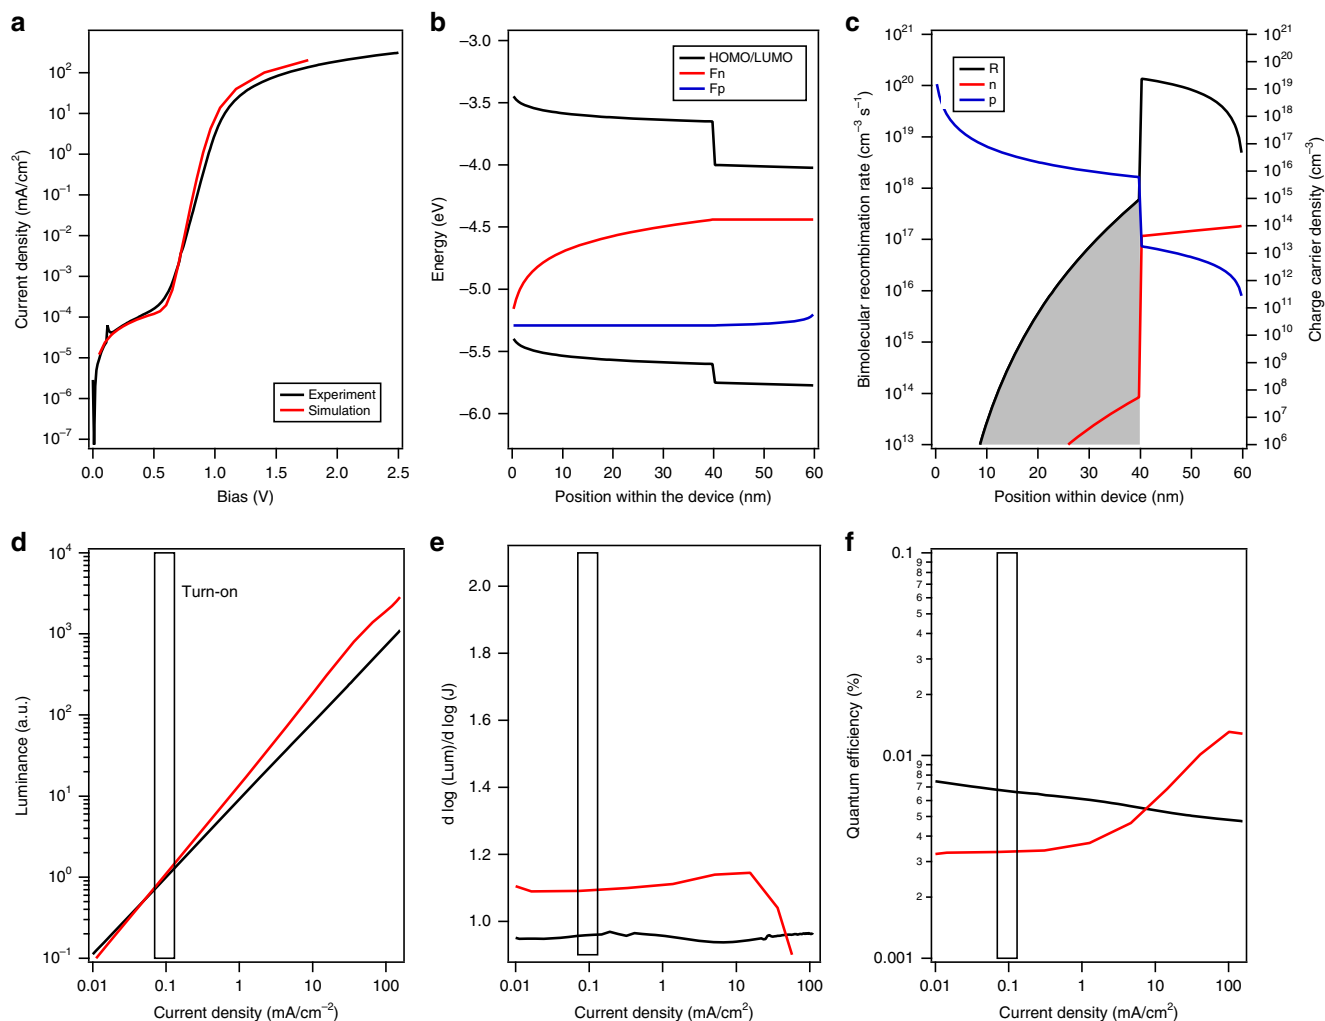 a
Current density (mA/cm²)
10²
10¹
10⁰
10⁻¹
10⁻²
10⁻³
10⁻⁴
10⁻⁵
10⁻⁶
10⁻⁷
Experiment
Simulation
0.0 0.5 1.0 1.5 2.0 2.5
Bias (V)
b
Energy (eV)
−3.0
−3.5
−4.0
−4.5
−5.0
−5.5
−6.0
HOMO/LUMO
Fn
Fp
0 10 20 30 40 50 60
Position within the device (nm)
c
Bimolecular recombimation rate (cm⁻³ s⁻¹)
10²¹
10²⁰
10¹⁹
10¹⁸
10¹⁷
10¹⁶
10¹⁵
10¹⁴
10¹³
R
n
p
10²¹
10²⁰
10¹⁹
10¹⁸
10¹⁷
10¹⁶
10¹⁵
10¹⁴
10¹³
10¹²
10¹¹
10¹⁰
10⁹
10⁸
10⁷
10⁶
Charge carrier density (cm⁻³)
0 10 20 30 40 50 60
Position within device (nm)
d
Luminance (a.u.)
10⁴
10³
10²
10¹
10⁰
10⁻¹
Turn-on
0.01 0.1 1 10 100
Current density (mA/cm⁻²)
e
d log (Lum)/d log (J)
2.0
1.8
1.6
1.4
1.2
1.0
0.01 0.1 1 10 100
Current density (mA/cm²)
f
Quantum efficiency (%)
0.1
9
8
7
6
5
4
3
2
0.01
9
8
7
6
5
4
3
2
0.001
0.01 0.1 1 10 100
Current density (mA/cm²)